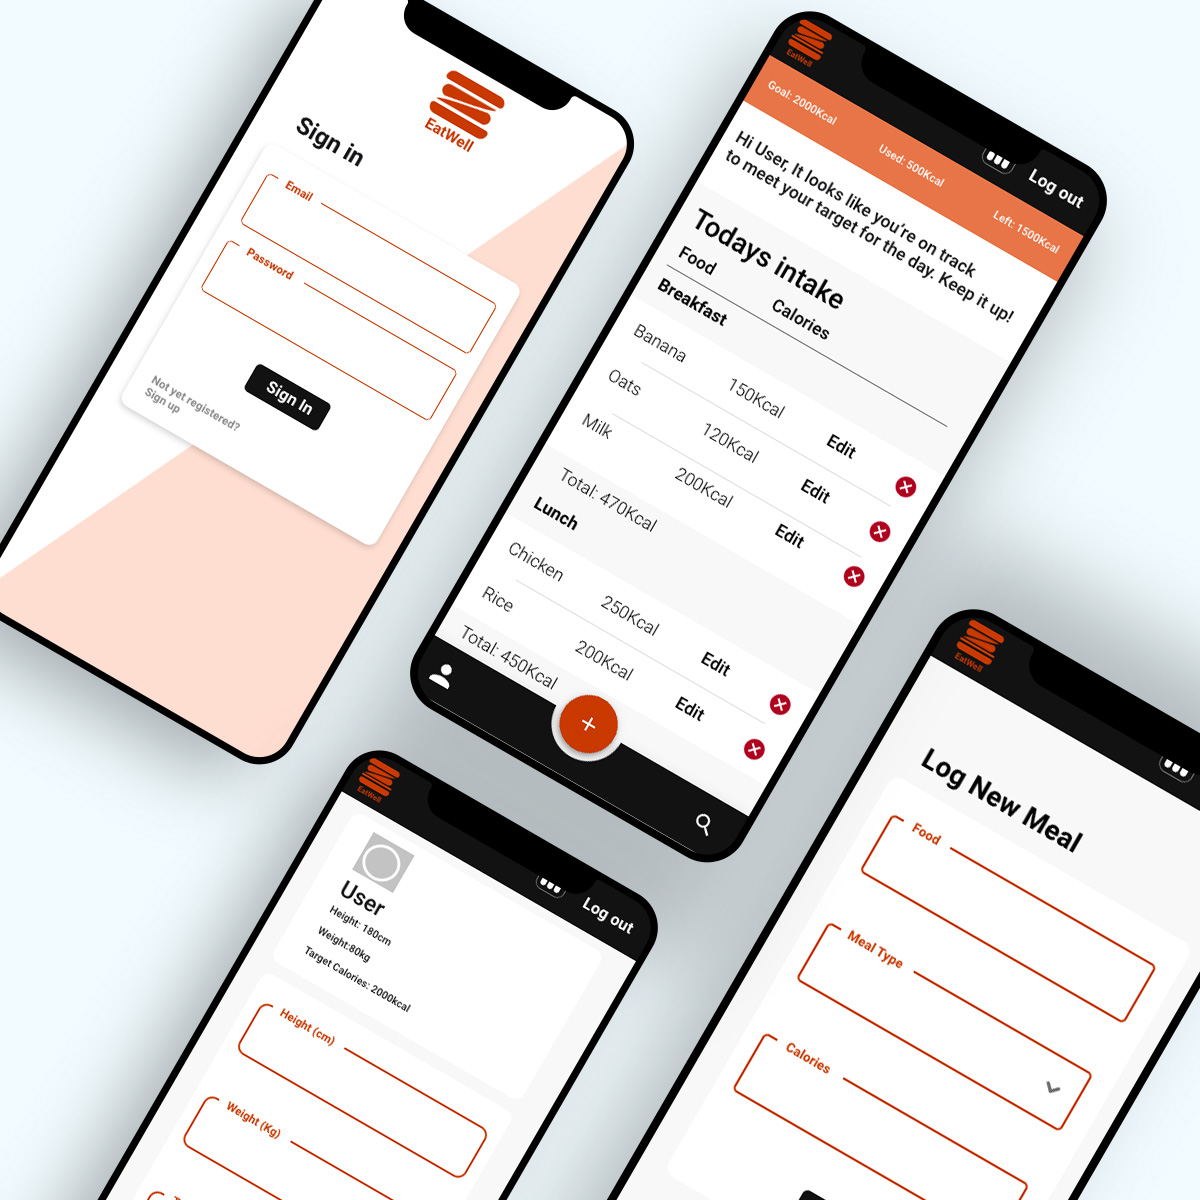 EatWell
Sign in
Email
Password
Sign In
Not yet registered?
Sign up
EatWell
Log out
Goal: 2000Kcal
Used: 500Kcal
Left: 1500Kcal
Hi User, It looks like you're on track
to meet your target for the day. Keep it up!
Todays intake
Food Calories
Breakfast
Banana 150Kcal Edit
Oats 120Kcal Edit
Milk 200Kcal Edit
Total: 470Kcal
Lunch
Chicken 250Kcal Edit
Rice 200Kcal Edit
Total: 450Kcal
EatWell
Log out
User
Height: 180cm
Weight:80kg
Target Calories: 2000kcal
Height (cm)
Weight (Kg)
EatWell
Log New Meal
Food
Meal Type
Calories